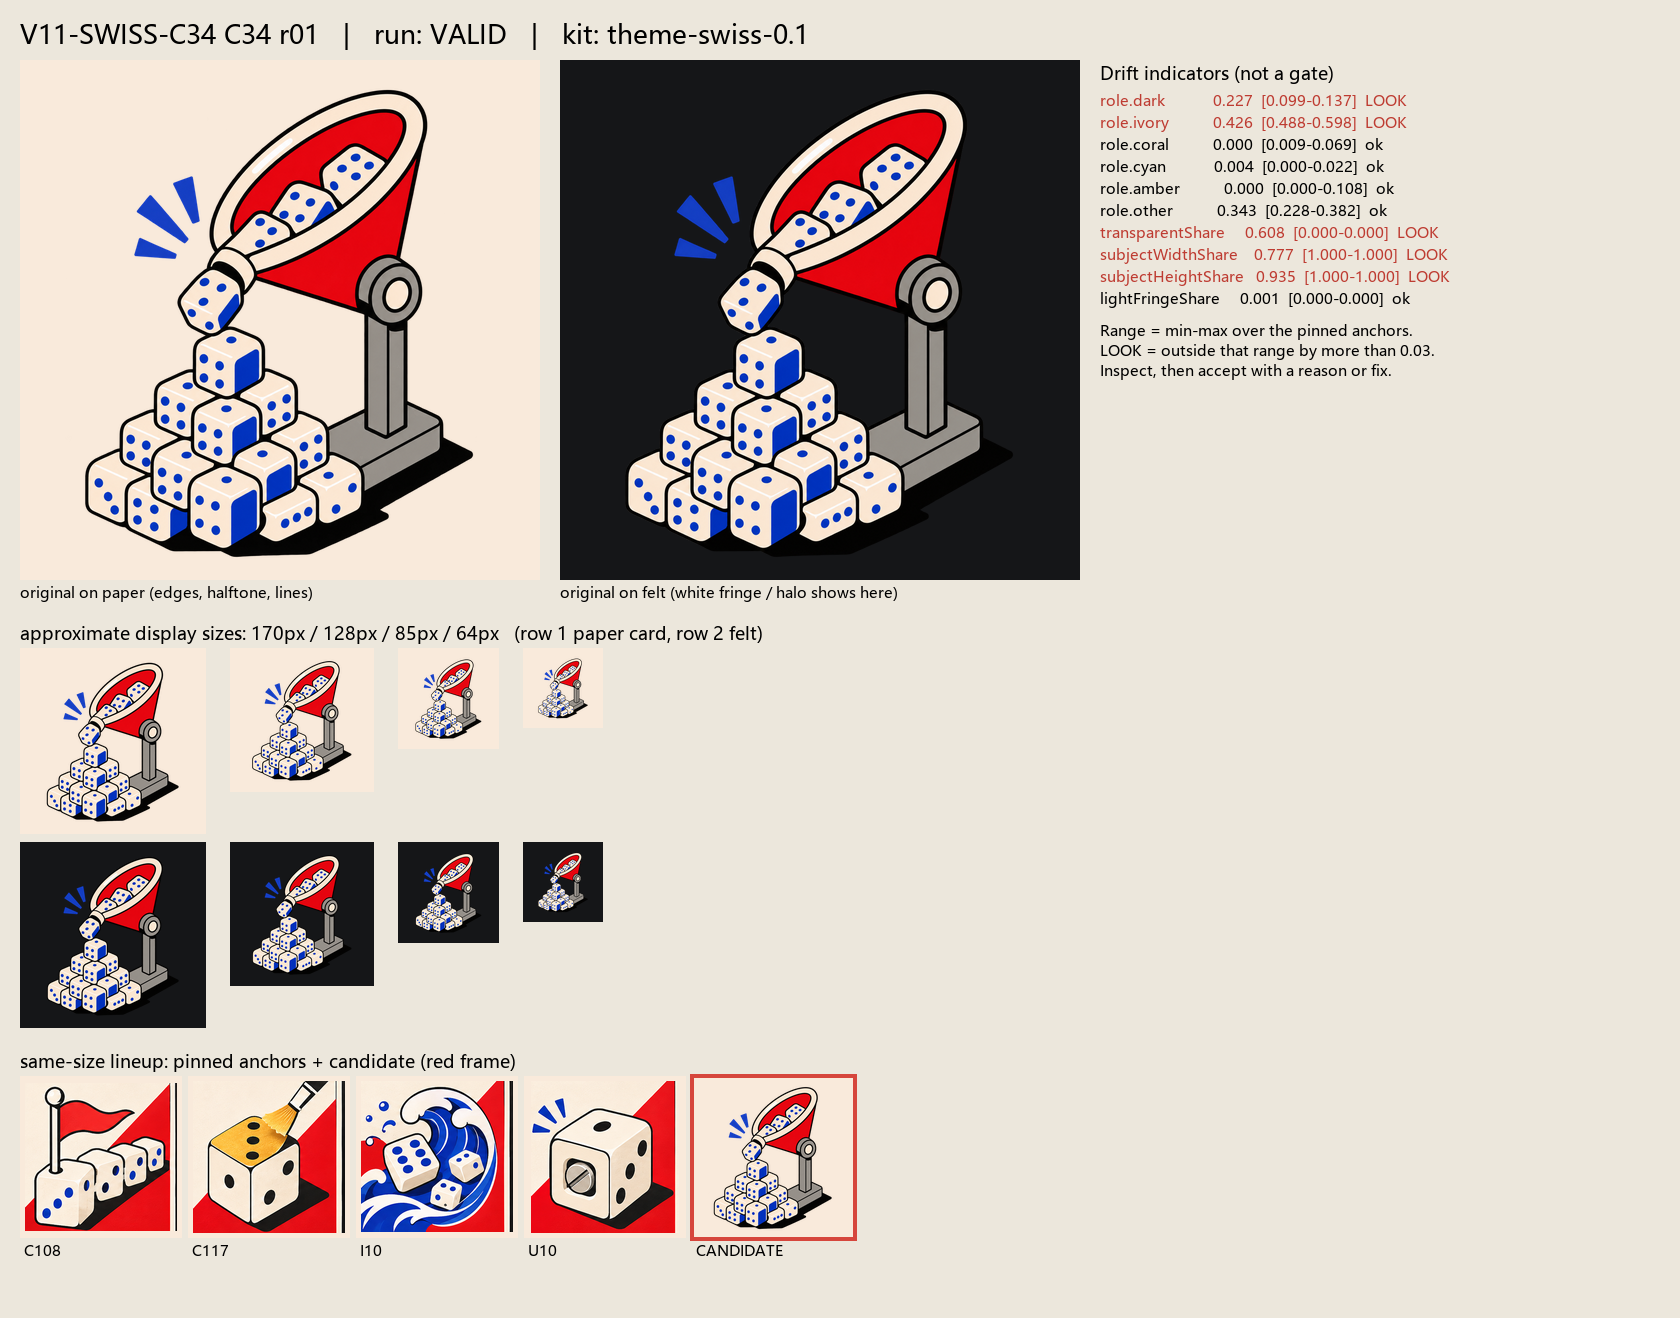 V11-SWISS-C34 C34 r01   |   run: VALID   |   kit: theme-swiss-0.1
Drift indicators (not a gate)
role.dark 0.227 [0.099-0.137] LOOK
role.ivory 0.426 [0.488-0.598] LOOK
role.coral 0.000 [0.009-0.069] ok
role.cyan 0.004 [0.000-0.022] ok
role.amber 0.000 [0.000-0.108] ok
role.other 0.343 [0.228-0.382] ok
transparentShare 0.608 [0.000-0.000] LOOK
subjectWidthShare 0.777 [1.000-1.000] LOOK
subjectHeightShare 0.935 [1.000-1.000] LOOK
lightFringeShare 0.001 [0.000-0.000] ok
Range = min-max over the pinned anchors.
LOOK = outside that range by more than 0.03.
Inspect, then accept with a reason or fix.
original on paper (edges, halftone, lines)
original on felt (white fringe / halo shows here)
approximate display sizes: 170px / 128px / 85px / 64px   (row 1 paper card, row 2 felt)
same-size lineup: pinned anchors + candidate (red frame)
C108
C117
I10
U10
CANDIDATE